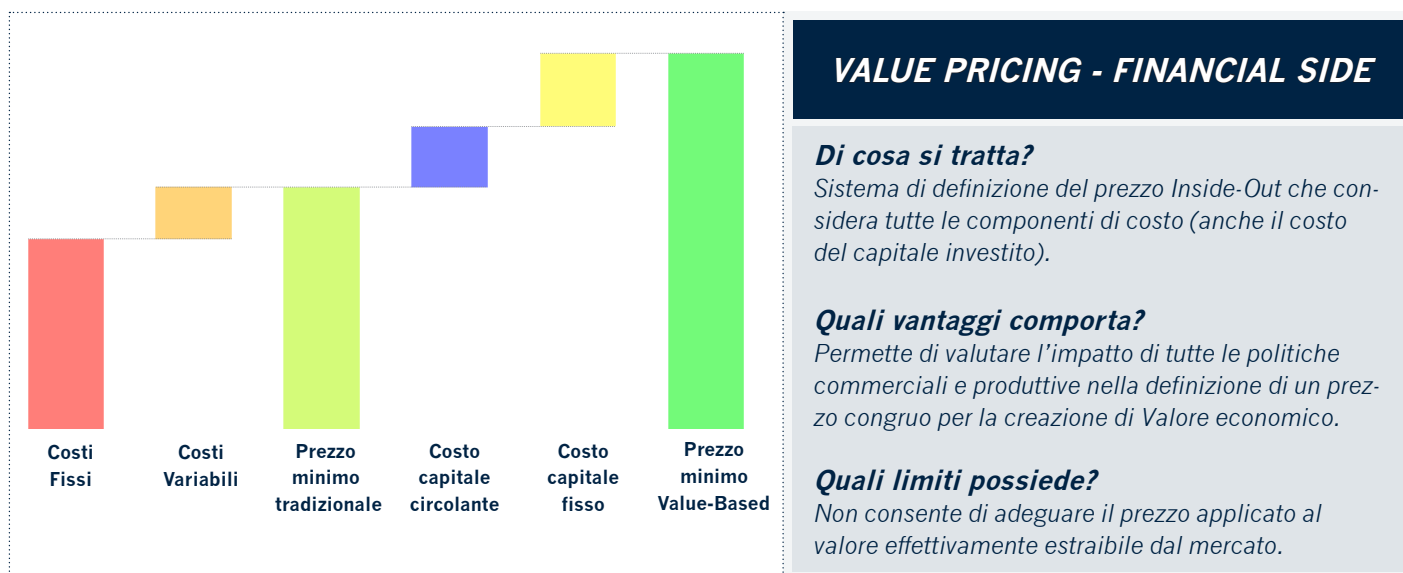 VALUE PRICING - FINANCIAL SIDE
Di cosa si tratta?
Sistema di definizione del prezzo Inside-Out che con-
sidera tutte le componenti di costo (anche il costo
del capitale investito).
Quali vantaggi comporta?
Permette di valutare l'impatto di tutte le politiche
commerciali e produttive nella definizione di un prez-
zo congruo per la creazione di Valore economico.
Quali limiti possiede?
Non consente di adeguare il prezzo applicato al
valore effettivamente estraibile dal mercato.
Costi
Fissi
Costi
Variabili
Prezzo
minimo
tradizionale
Costo
capitale
circolante
Costo
capitale
fisso
Prezzo
minimo
Value-Based